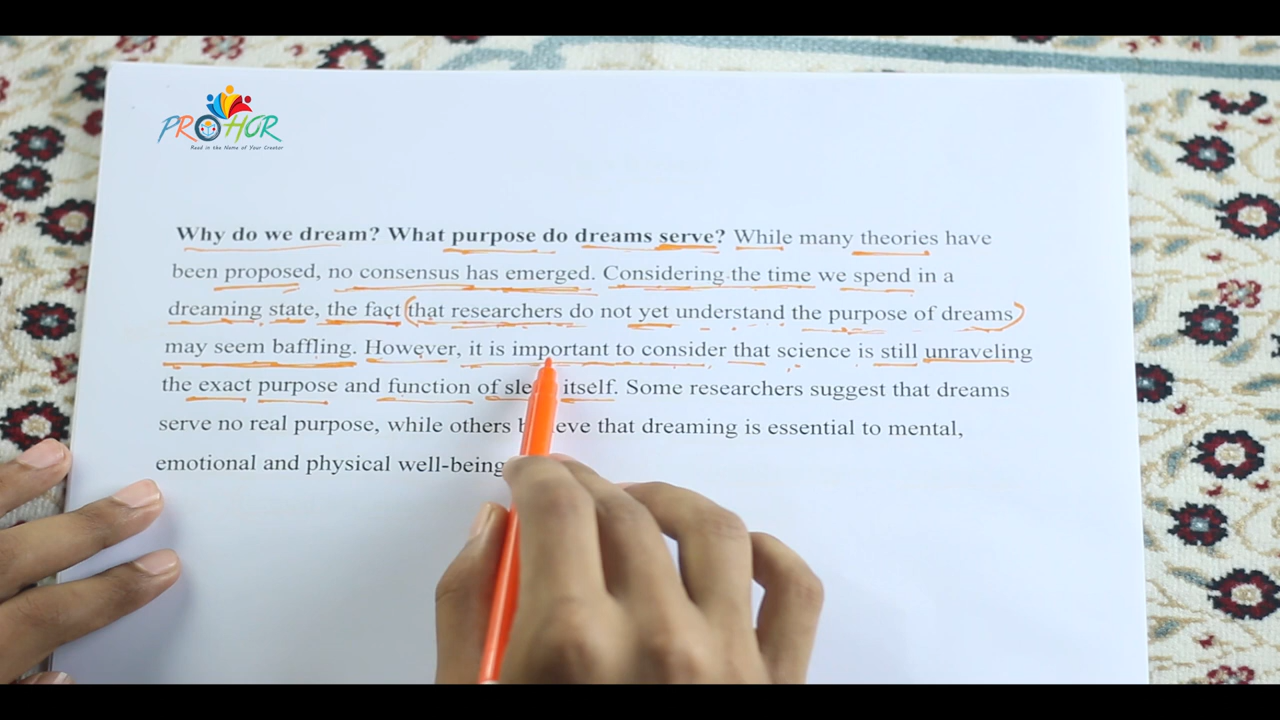 PROHOR
Read in the Name of Your Creator
Why do we dream? What purpose do dreams serve? While many theories have
been proposed, no consensus has emerged. Considering the time we spend in a
dreaming state, the fact that researchers do not yet understand the purpose of dreams
may seem baffling. However, it is important to consider that science is still unraveling
the exact purpose and function of itself. Some researchers suggest that dreams
serve no real purpose, while others that dreaming is essential to mental,
emotional and physical well-being